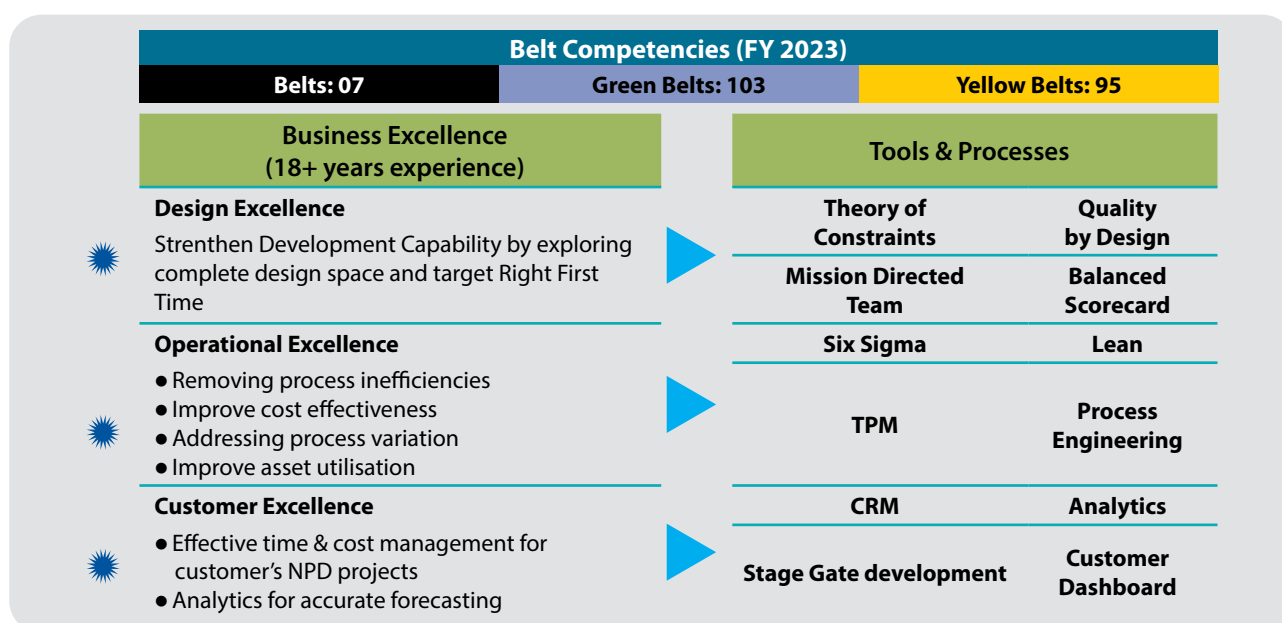 Belt Competencies (FY 2023)
Belts: 07
Green Belts: 103
Yellow Belts: 95
Business Excellence
(18+ years experience)
Tools & Processes
Design Excellence
Strenthen Development Capability by exploring
complete design space and target Right First
Time
Theory of
Constraints
Quality
by Design
Mission Directed
Team
Balanced
Scorecard
Operational Excellence
● Removing process inefficiencies
● Improve cost effectiveness
● Addressing process variation
● Improve asset utilisation
Six Sigma
Lean
TPM
Process
Engineering
Customer Excellence
● Effective time & cost management for
customer's NPD projects
● Analytics for accurate forecasting
CRM
Analytics
Stage Gate development
Customer
Dashboard